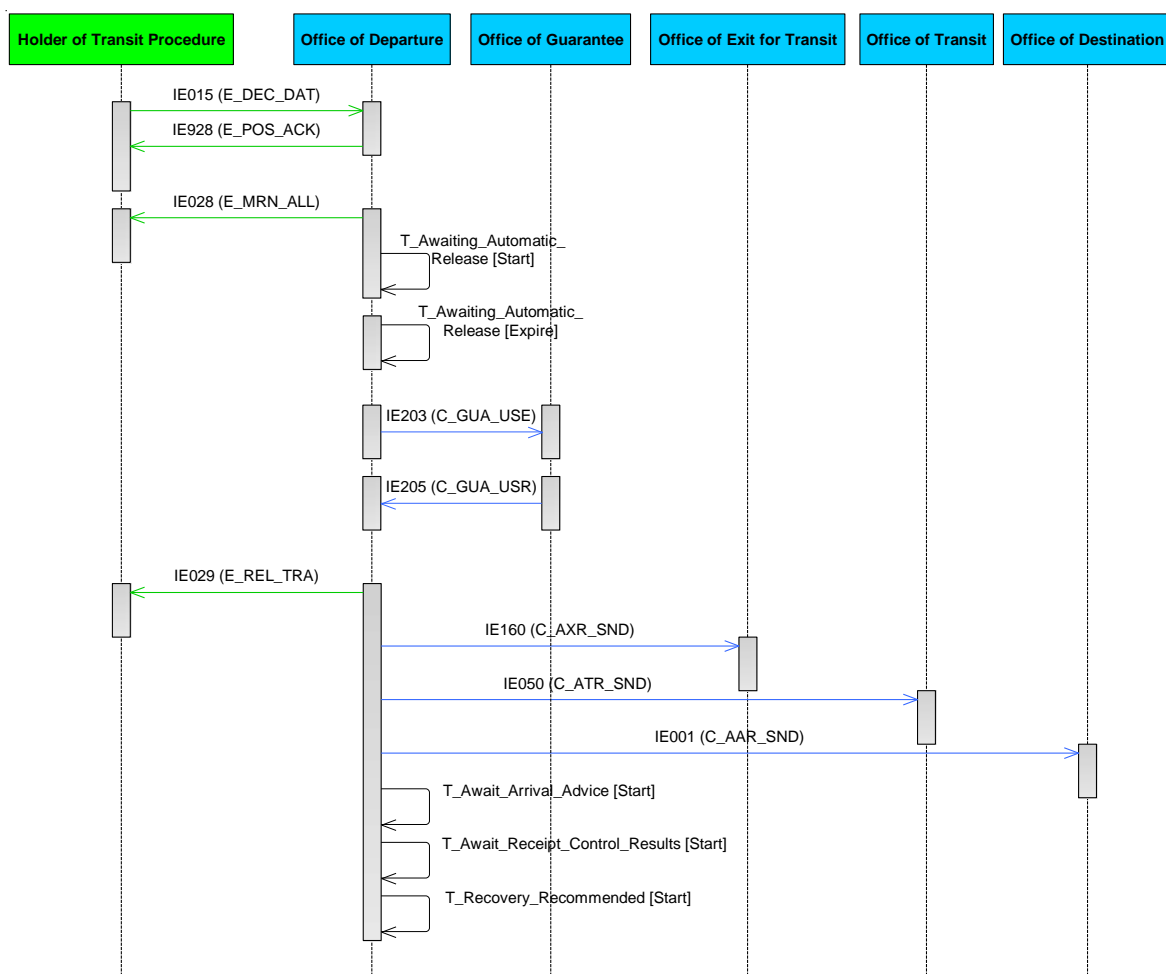 Holder of Transit Procedure
Office of Departure
Office of Guarantee
Office of Exit for Transit
Office of Transit
Office of Destination
IE015 (E_DEC_DAT)
IE928 (E_POS_ACK)
IE028 (E_MRN_ALL)
T_Awaiting_Automatic_
Release [Start]
T_Awaiting_Automatic_
Release [Expire]
IE203 (C_GUA_USE)
IE205 (C_GUA_USR)
IE029 (E_REL_TRA)
IE160 (C_AXR_SND)
IE050 (C_ATR_SND)
IE001 (C_AAR_SND)
T_Await_Arrival_Advice [Start]
T_Await_Receipt_Control_Results [Start]
T_Recovery_Recommended [Start]